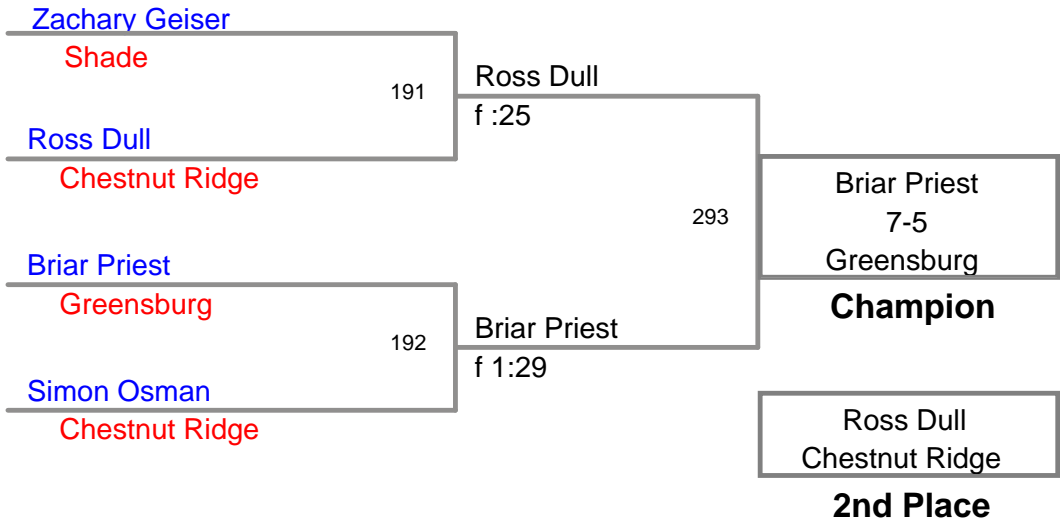 Zachary Geiser
Shade
191
Ross Dull
f :25
Ross Dull
Chestnut Ridge
293
Briar Priest
7-5
Greensburg
Champion
Briar Priest
Greensburg
192
Briar Priest
f 1:29
Simon Osman
Chestnut Ridge
Ross Dull
Chestnut Ridge
2nd Place